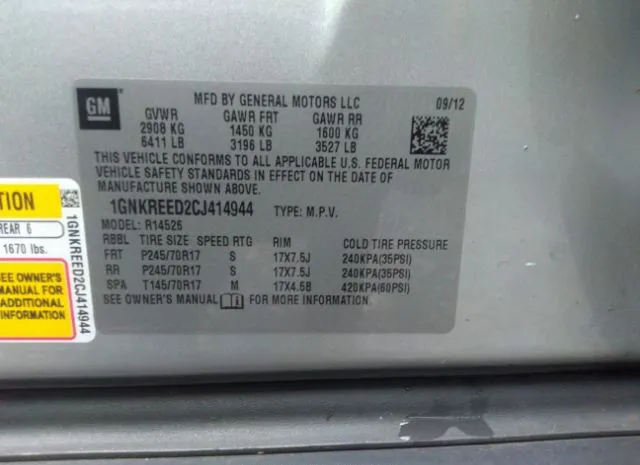 GM
MFD BY GENERAL MOTORS LLC
09/12
GVWR GAWR FRT GAWR RR
2908 KG 1450 KG 1600 KG
6411 LB 3196 LB 3527 LB
THIS VEHICLE CONFORMS TO ALL APPLICABLE U.S. FEDERAL MOTOR
VEHICLE SAFETY STANDARDS IN EFFECT ON THE DATE OF
MANUFACTURE SHOWN ABOVE.
1GNKREED2CJ414944 TYPE: M.P.V.
MODEL: R14526
RBBL TIRE SIZE SPEED RTG RIM COLD TIRE PRESSURE
FRT P245/70R17 S 17X7.5J 240KPA(35PSI)
RR P245/70R17 S 17X7.5J 240KPA(35PSI)
SPA T145/70R17 M 17X4.5B 420KPA(60PSI)
SEE OWNER'S MANUAL FOR MORE INFORMATION.
TION
REAR 6
1670 lbs.
SEE OWNER'S
MANUAL FOR
ADDITIONAL
INFORMATION
1GNKREED2CJ414944